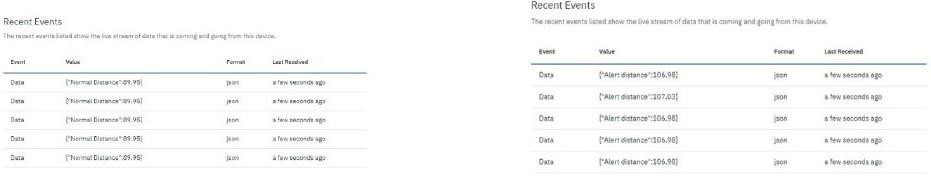 Recent Events
The recent events listed show the live stream of data that is coming and going from this device.
Event Value Format Last Received
Data {"Normal Distance":89.95} json a few seconds ago
Data {"Normal Distance":89.95} json a few seconds ago
Data {"Normal Distance":89.95} json a few seconds ago
Data {"Normal Distance":89.95} json a few seconds ago
Data {"Normal Distance":89.95} json a few seconds ago
Recent Events
The recent events listed show the live stream of data that is coming and going from this device.
Event Value Format Last Received
Data {"Alert distance":106.98} json a few seconds ago
Data {"Alert distance":107.03} json a few seconds ago
Data {"Alert distance":106.98} json a few seconds ago
Data {"Alert distance":106.98} json a few seconds ago
Data {"Alert distance":106.98} json a few seconds ago